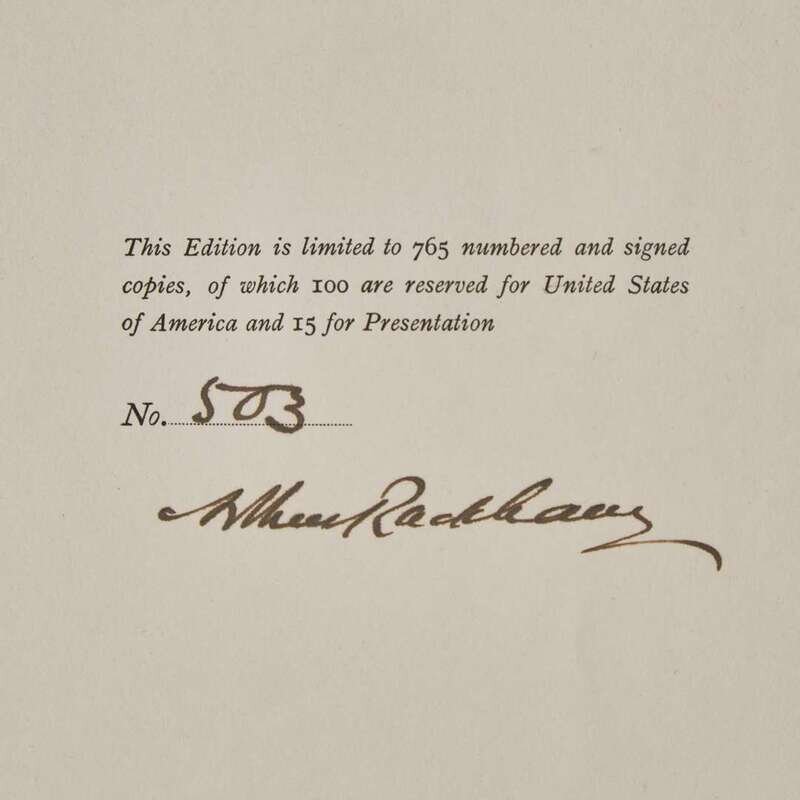 This Edition is limited to 765 numbered and signed
copies, of which 100 are reserved for United States
of America and 15 for Presentation
No. 503
Arthur Rackham